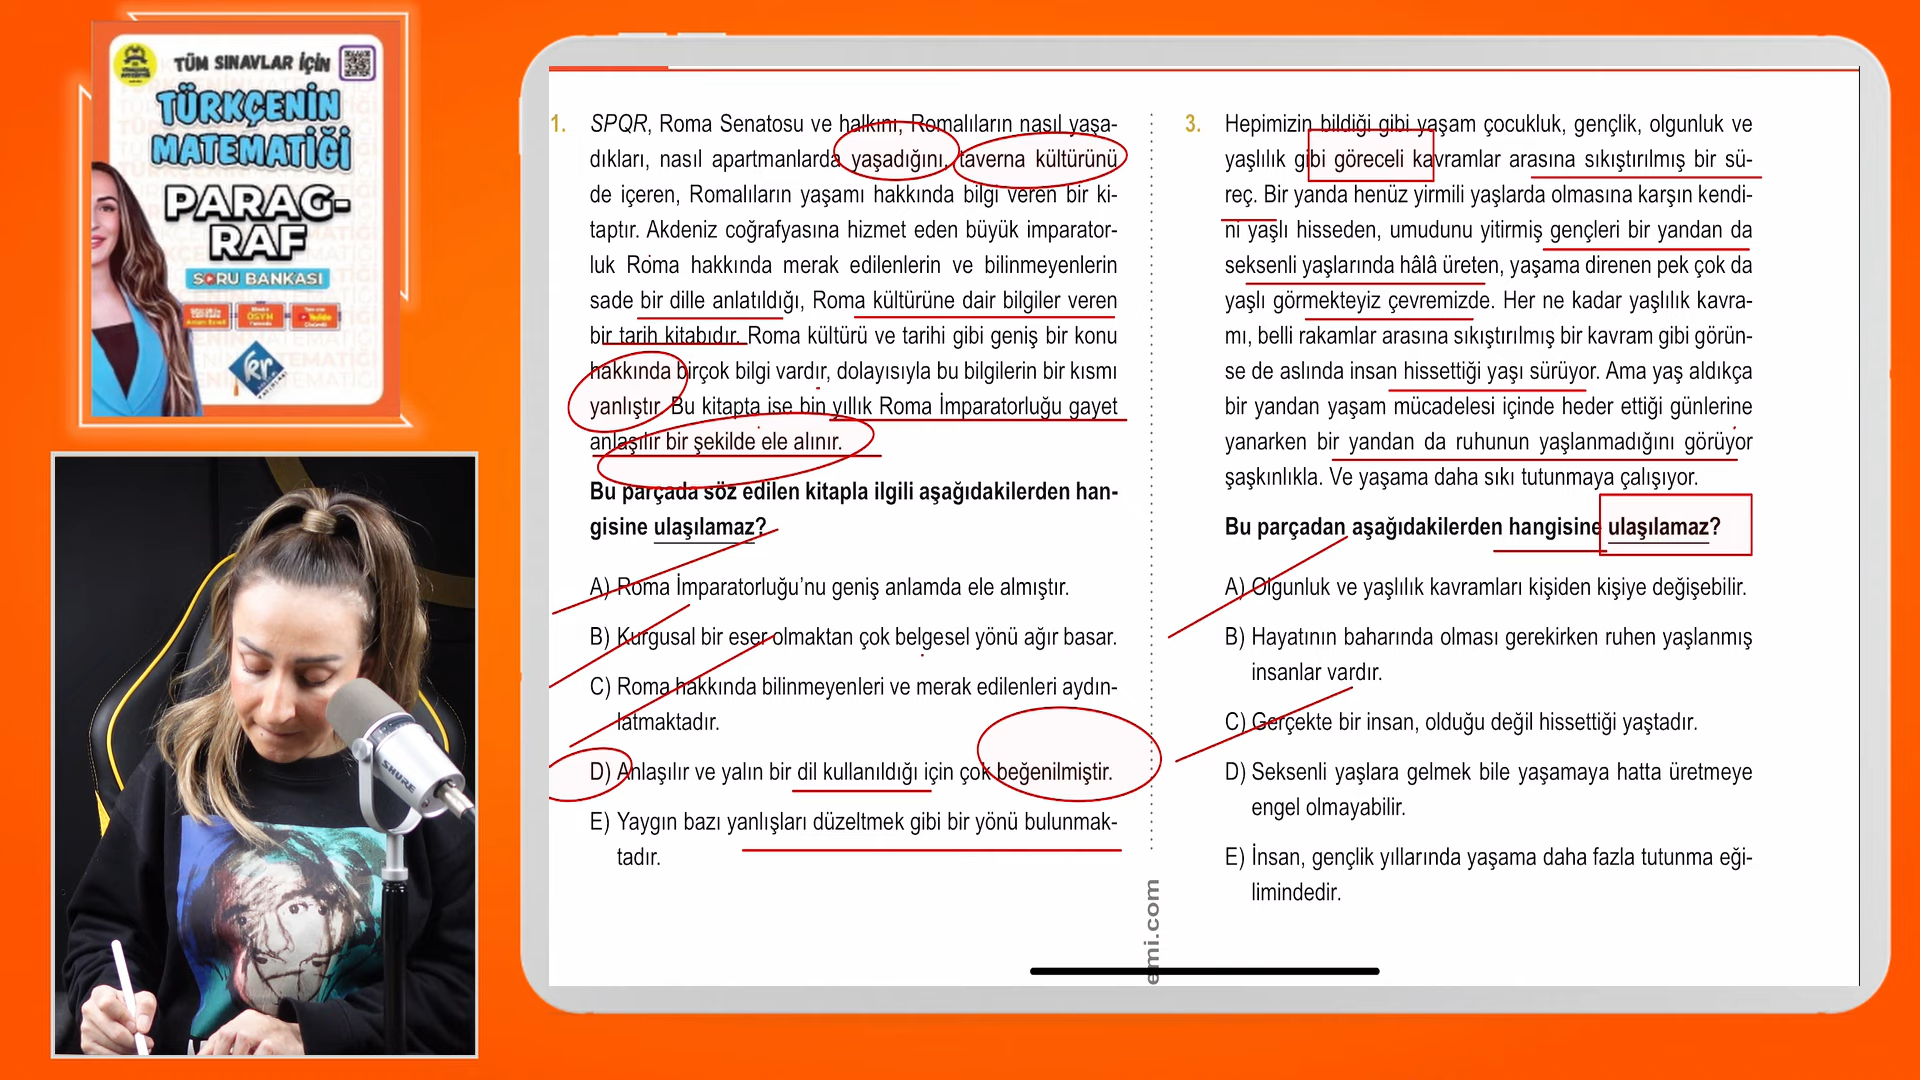 TÜM SINAVLAR İÇİN
TÜRKÇENİN
MATEMATİĞİ
PARAG-
RAF
SORU BANKASI
SHURE
1. SPQR, Roma Senatosu ve halkını, Romalıların nasıl yaşa-
dıkları, nasıl apartmanlarda yaşadığını, taverna kültürünü
de içeren, Romalıların yaşamı hakkında bilgi veren bir ki-
taptır. Akdeniz coğrafyasına hizmet eden büyük imparator-
luk Roma hakkında merak edilenlerin ve bilinmeyenlerin
sade bir dille anlatıldığı, Roma kültürüne dair bilgiler veren
bir tarih kitabıdır. Roma kültürü ve tarihi gibi geniş bir konu
hakkında birçok bilgi vardır, dolayısıyla bu bilgilerin bir kısmı
yanlıştır. Bu kitapta ise bin yıllık Roma İmparatorluğu gayet
anlaşılır bir şekilde ele alınır.
Bu parçada söz edilen kitapla ilgili aşağıdakilerden han-
gisine ulaşılamaz?
A) Roma İmparatorluğu’nu geniş anlamda ele almıştır.
B) Kurgusal bir eser olmaktan çok belgesel yönü ağır basar.
C) Roma hakkında bilinmeyenleri ve merak edilenleri aydın-
latmaktadır.
D) Anlaşılır ve yalın bir dil kullanıldığı için çok beğenilmiştir.
E) Yaygın bazı yanlışları düzeltmek gibi bir yönü bulunmak-
tadır.
3. Hepimizin bildiği gibi yaşam çocukluk, gençlik, olgunluk ve
yaşlılık gibi göreceli kavramlar arasına sıkıştırılmış bir sü-
reç. Bir yanda henüz yirmili yaşlarda olmasına karşın kendi-
ni yaşlı hisseden, umudunu yitirmiş gençleri bir yandan da
seksenli yaşlarında hâlâ üreten, yaşama direnen pek çok da
yaşlı görmekteyiz çevremizde. Her ne kadar yaşlılık kavra-
mı, belli rakamlar arasına sıkıştırılmış bir kavram gibi görün-
se de aslında insan hissettiği yaşı sürüyor. Ama yaş aldıkça
bir yandan yaşam mücadelesi içinde heder ettiği günlerine
yanarken bir yandan da ruhunun yaşlanmadığını görüyor
şaşkınlıkla. Ve yaşama daha sıkı tutunmaya çalışıyor.
Bu parçadan aşağıdakilerden hangisine ulaşılamaz?
A) Olgunluk ve yaşlılık kavramları kişiden kişiye değişebilir.
B) Hayatının baharında olması gerekirken ruhen yaşlanmış
insanlar vardır.
C) Gerçekte bir insan, olduğu değil hissettiği yaştadır.
D) Seksenli yaşlara gelmek bile yaşamaya hatta üretmeye
engel olmayabilir.
E) İnsan, gençlik yıllarında yaşama daha fazla tutunma eği-
limindedir.
emi.com